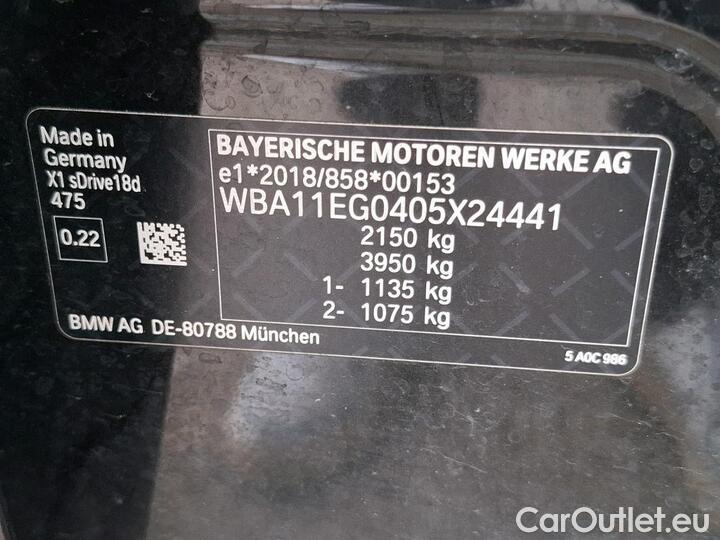 Made in
Germany
X1 sDrive18d
475
0.22
BAYERISCHE MOTOREN WERKE AG
e1*2018/858*00153
WBA11EG0405X24441
2150 kg
3950 kg
1- 1135 kg
2- 1075 kg
BMW AG DE-80788 München
5 A0C 986
CarOutlet.eu